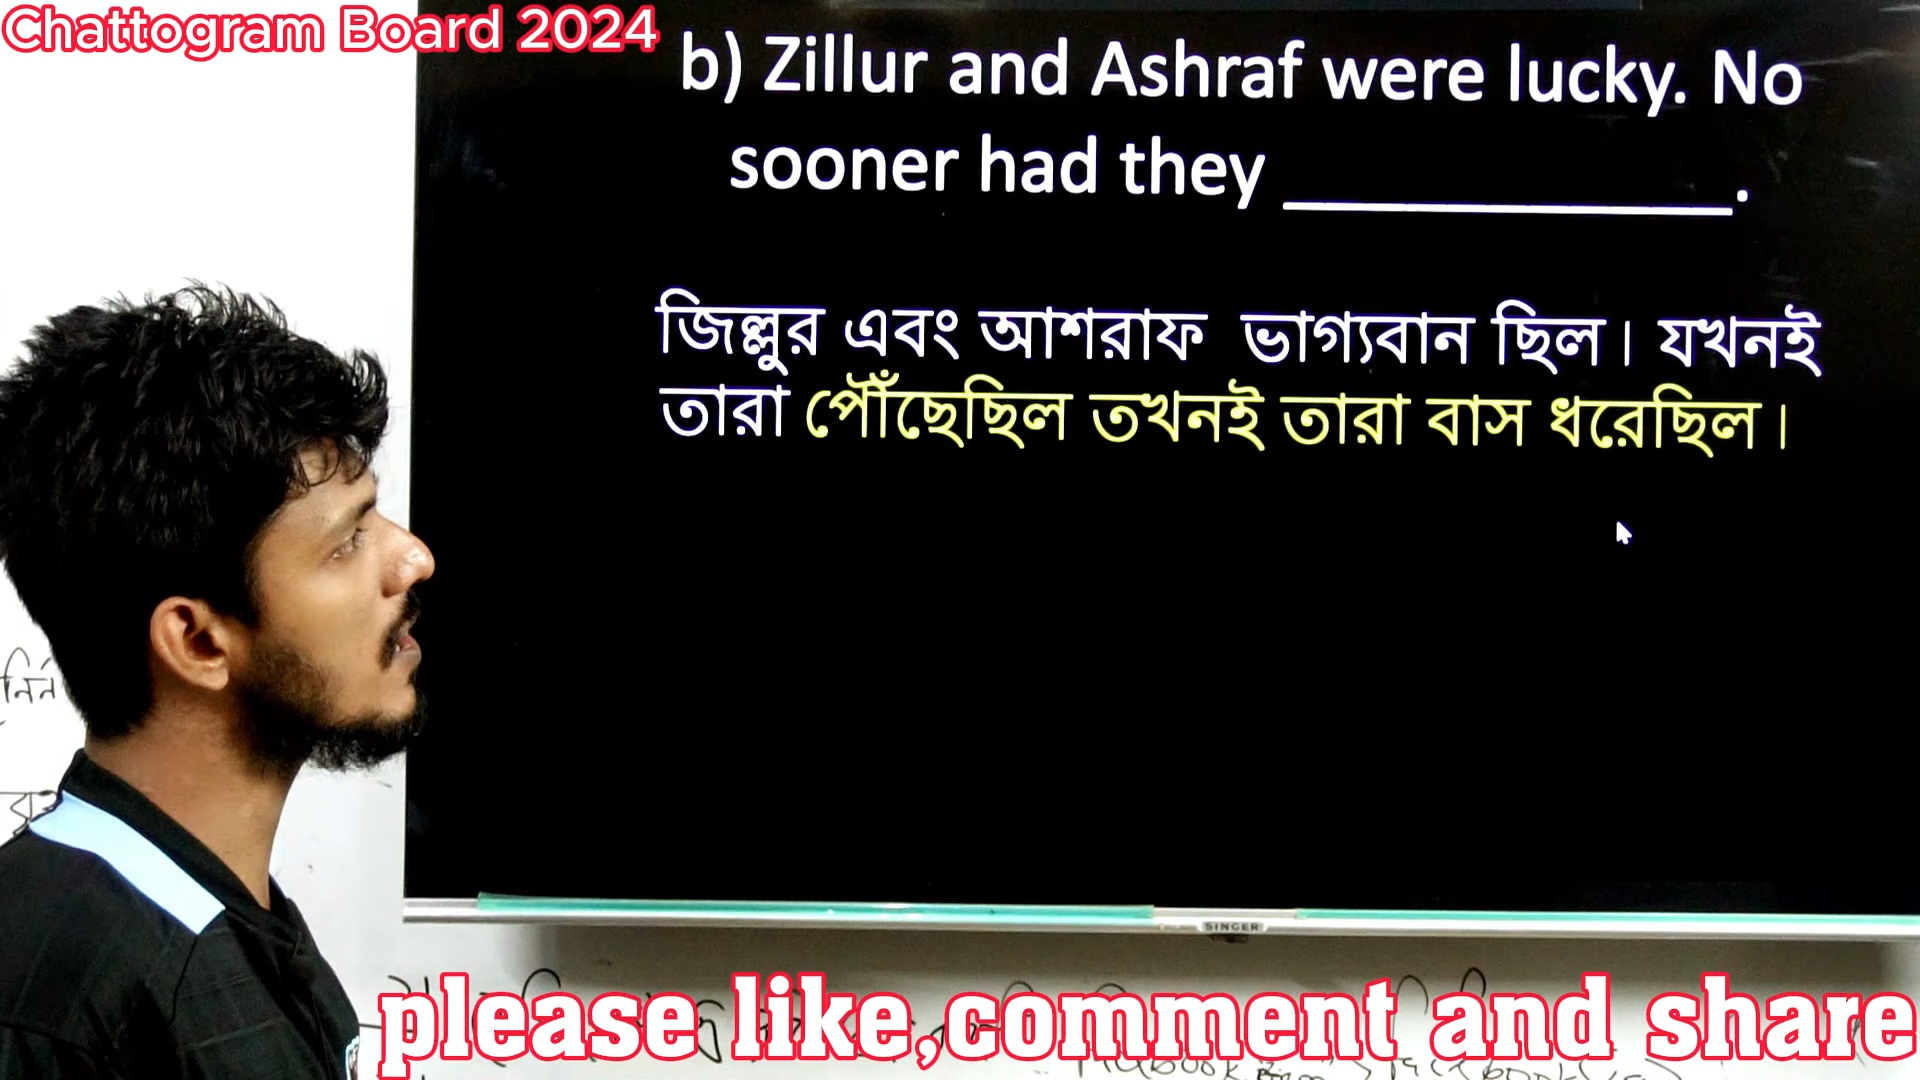 Chattogram Board 2024
b) Zillur and Ashraf were lucky. No
sooner had they ____________.
জিল্লুর এবং আশরাফ ভাগ্যবান ছিল। যখনই
তারা পৌঁছেছিল তখনই তারা বাস ধরেছিল।
SINGER
please like,comment and share